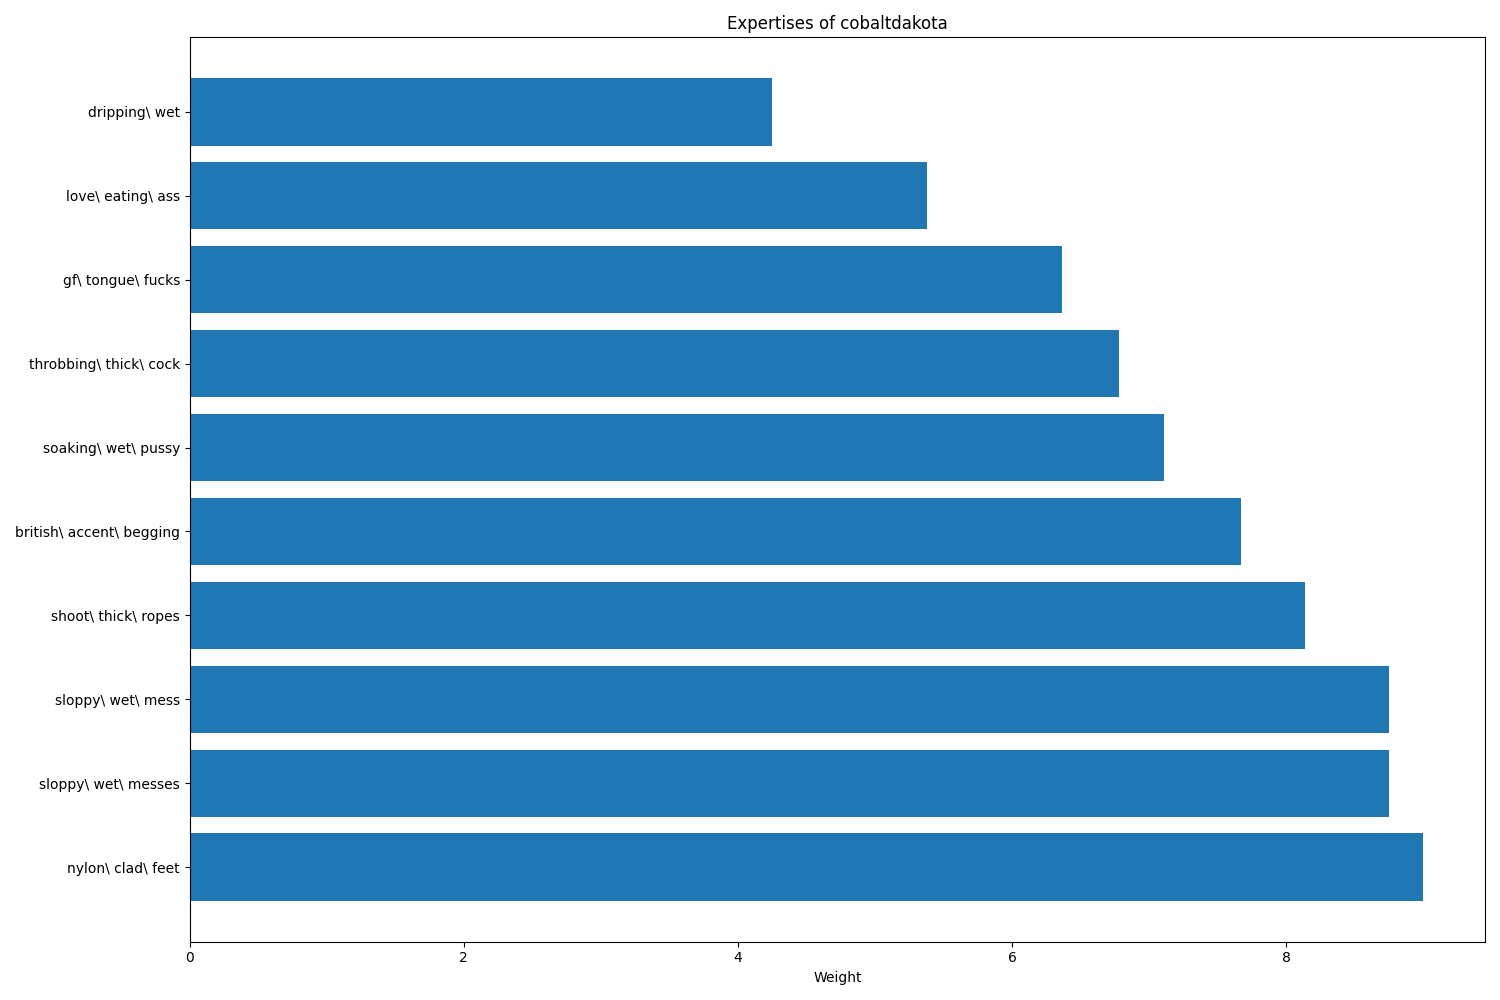 Expertises of cobaltdakota
dripping\ wet
love\ eating\ ass
gf\ tongue\ fucks
throbbing\ thick\ cock
soaking\ wet\ pussy
british\ accent\ begging
shoot\ thick\ ropes
sloppy\ wet\ mess
sloppy\ wet\ messes
nylon\ clad\ feet
0 2 4 6 8
Weight